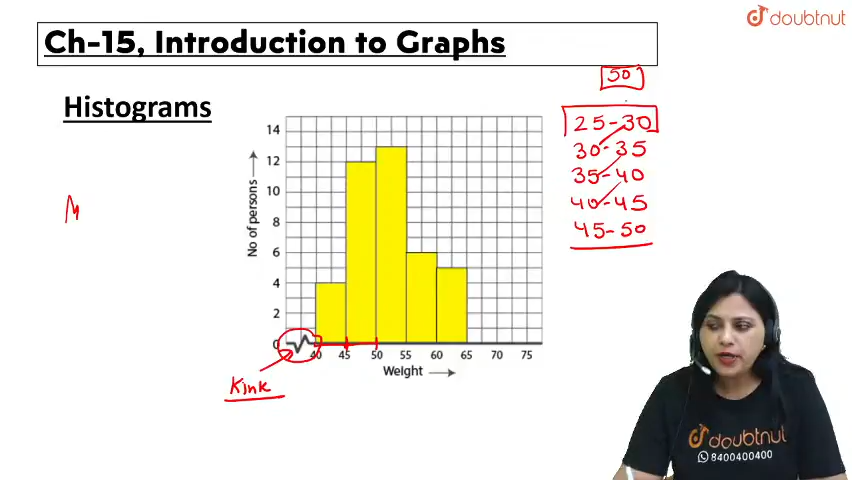 Ch-15, Introduction to Graphs
doubtnut
Histograms
50
25-30
30-35
35-40
40-45
45-50
M
No of persons
14
12
10
8
6
4
2
0
40 45 50 55 60 65 70 75
Weight
Kink
doubtnut
8400400400